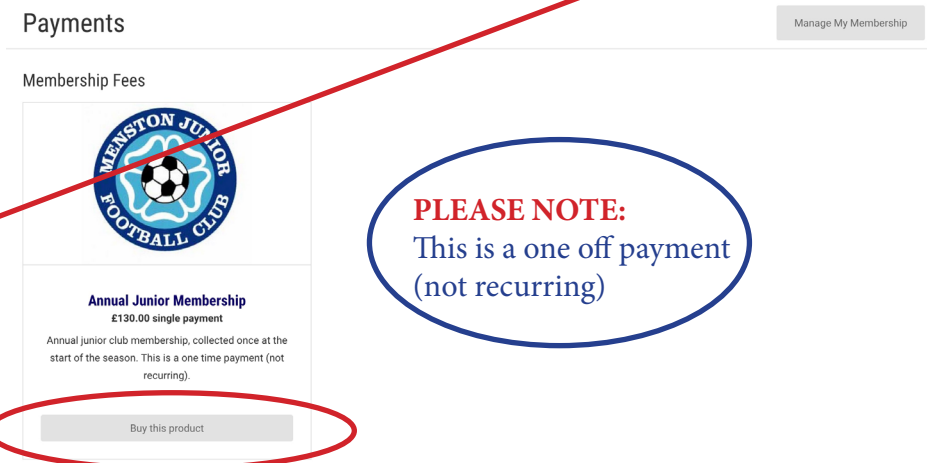 Payments
Manage My Membership
Membership Fees
MENSTON JUNIOR
FOOTBALL CLUB
PLEASE NOTE:
This is a one off payment
(not recurring)
Annual Junior Membership
£130.00 single payment
Annual junior club membership, collected once at the
start of the season. This is a one time payment (not
recurring).
Buy this product